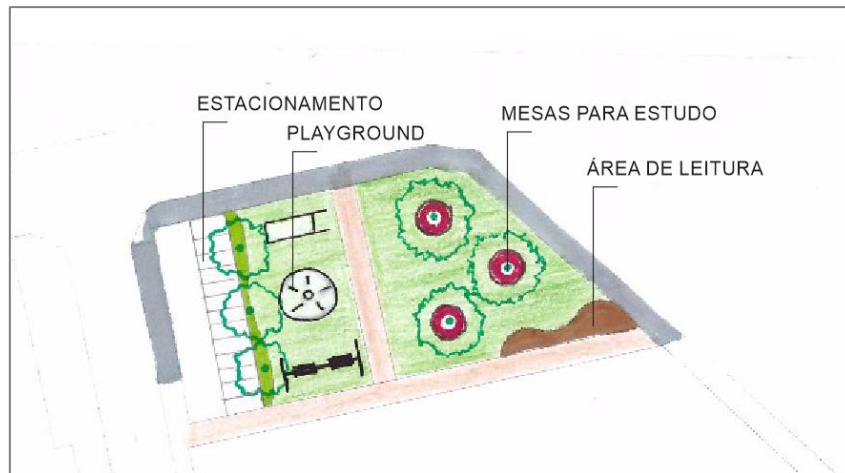 ESTACIONAMENTO
PLAYGROUND
MESAS PARA ESTUDO
ÁREA DE LEITURA